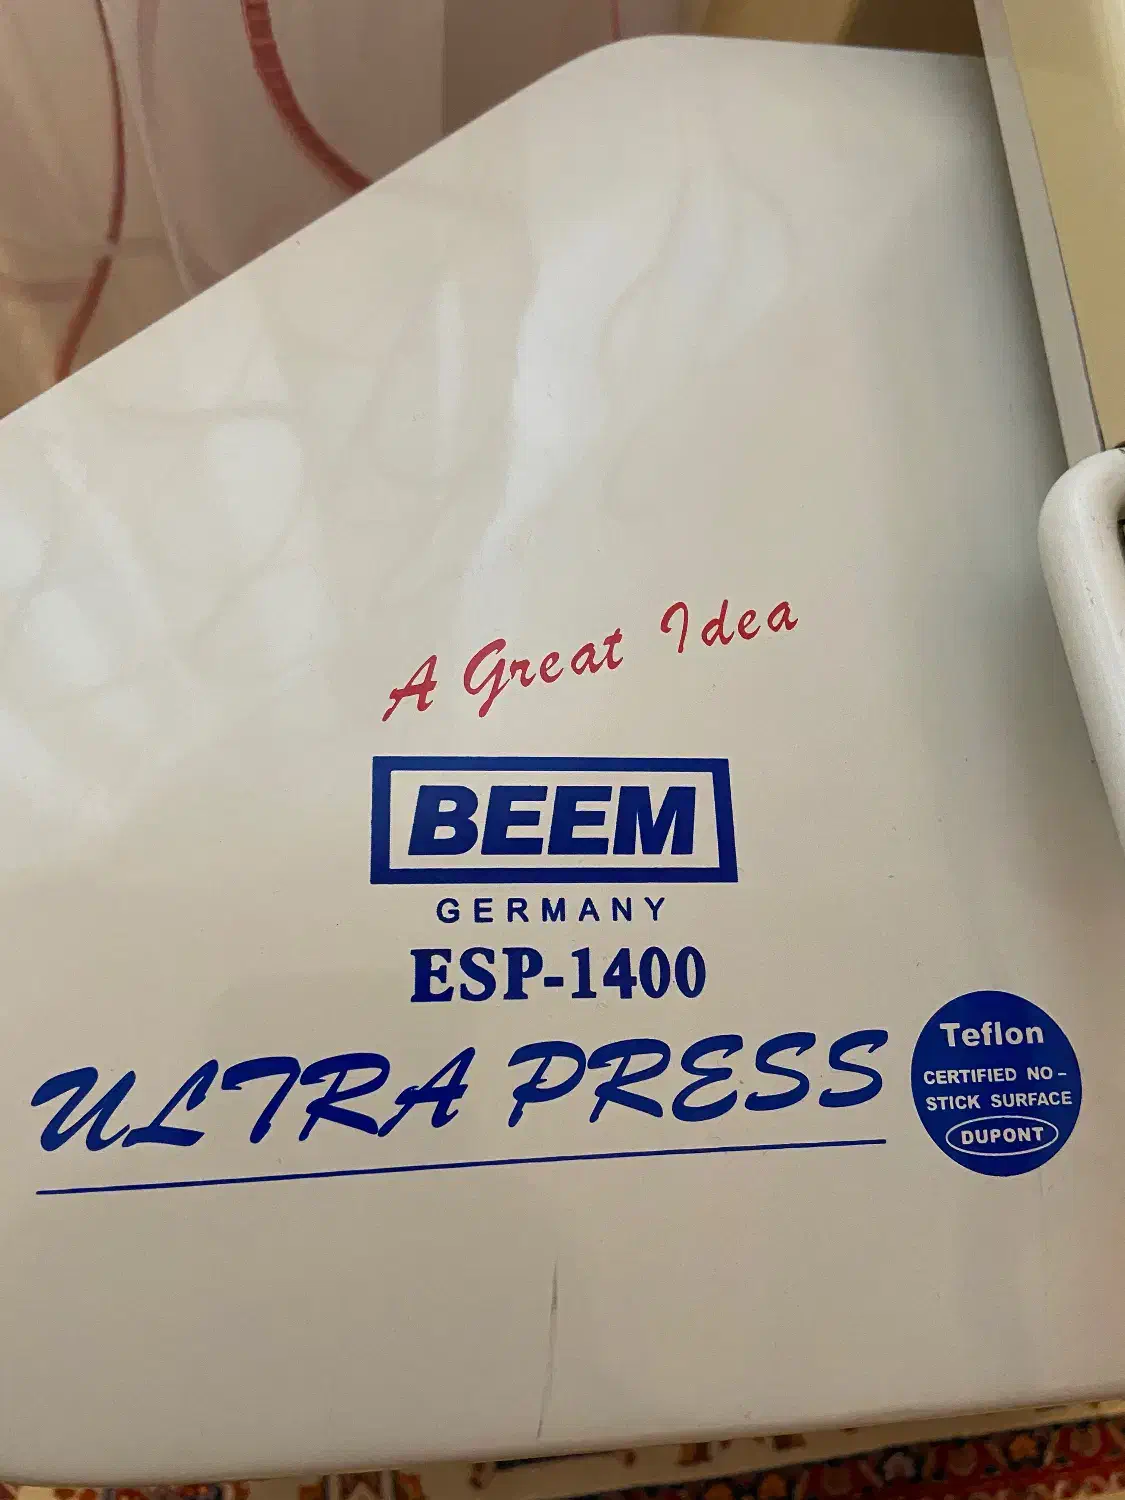 A Great Idea
BEEM
GERMANY
ESP-1400
ULTRA PRESS
Teflon
CERTIFIED NO-
STICK SURFACE
DUPONT